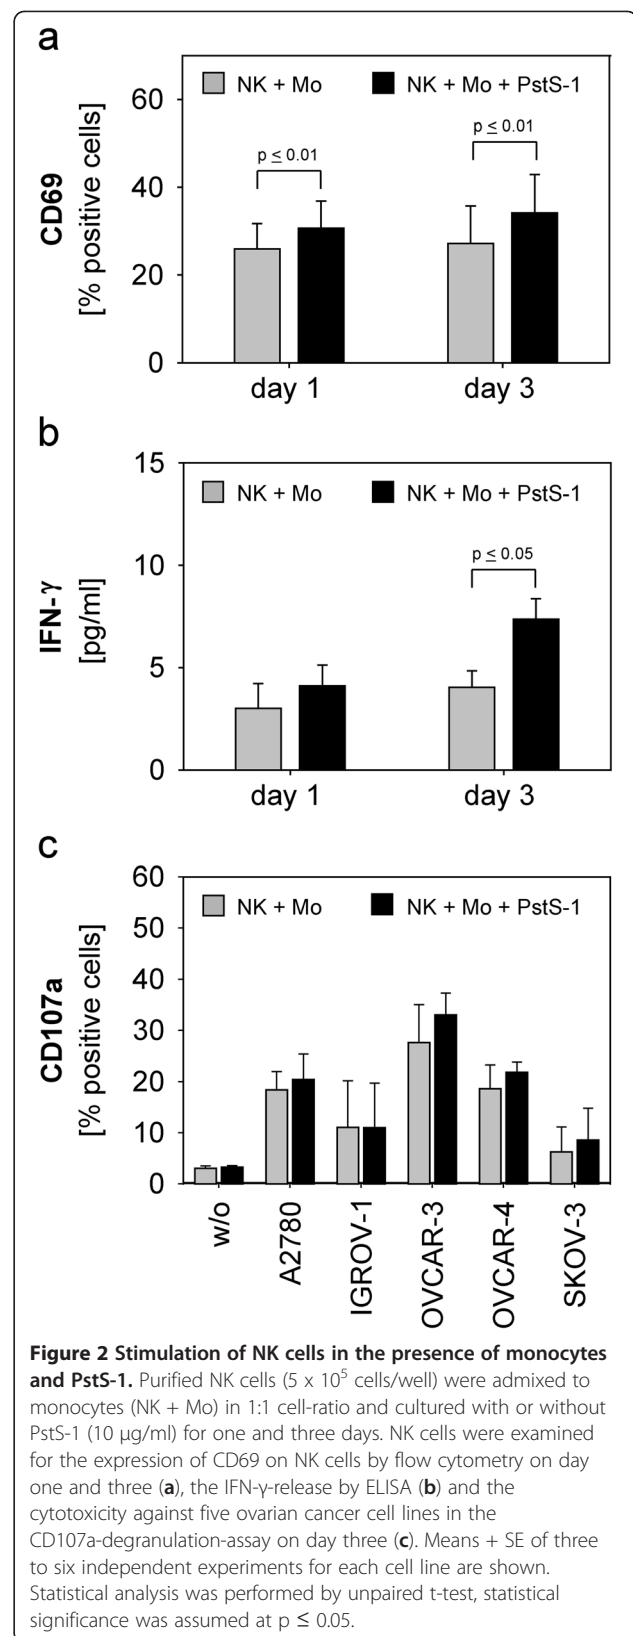 a
NK + Mo
NK + Mo + PstS-1
60
40
20
0
CD69
[% positive cells]
p ≤ 0.01
p ≤ 0.01
day 1
day 3
b
NK + Mo
NK + Mo + PstS-1
15
10
5
0
IFN-γ
[pg/ml]
p ≤ 0.05
day 1
day 3
c
NK + Mo
NK + Mo + PstS-1
60
50
40
30
20
10
0
CD107a
[% positive cells]
w/o
A2780
IGROV-1
OVCAR-3
OVCAR-4
SKOV-3
Figure 2 Stimulation of NK cells in the presence of monocytes
and PstS-1. Purified NK cells (5 x 10⁵ cells/well) were admixed to
monocytes (NK + Mo) in 1:1 cell-ratio and cultured with or without
PstS-1 (10 μg/ml) for one and three days. NK cells were examined
for the expression of CD69 on NK cells by flow cytometry on day
one and three (a), the IFN-γ-release by ELISA (b) and the
cytotoxicity against five ovarian cancer cell lines in the
CD107a-degranulation-assay on day three (c). Means + SE of three
to six independent experiments for each cell line are shown.
Statistical analysis was performed by unpaired t-test, statistical
significance was assumed at p ≤ 0.05.